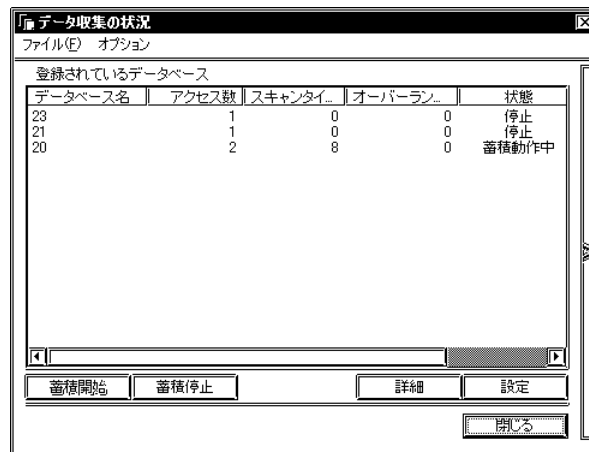 データ収集の状況
ファイル(F) オプション
登録されているデータベース
データベース名 アクセス数 スキャンタイ... オーバーラン... 状態
23 1 0 0 停止
21 1 0 0 停止
20 2 8 0 蓄積動作中
蓄積開始 蓄積停止 詳細 設定
閉じる